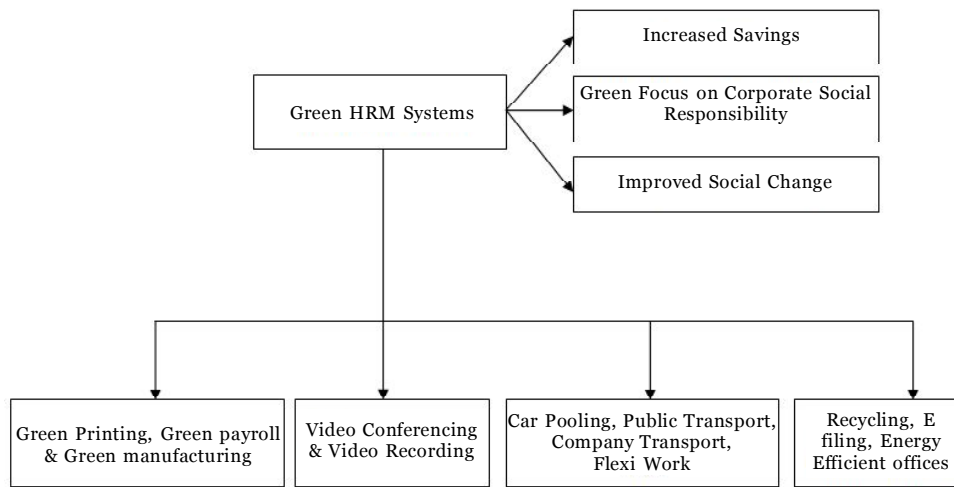 Increased Savings
Green HRM Systems
Green Focus on Corporate Social
Responsibility
Improved Social Change
Green Printing, Green payroll
& Green manufacturing
Video Conferencing
& Video Recording
Car Pooling, Public Transport,
Company Transport,
Flexi Work
Recycling, E
filing, Energy
Efficient offices